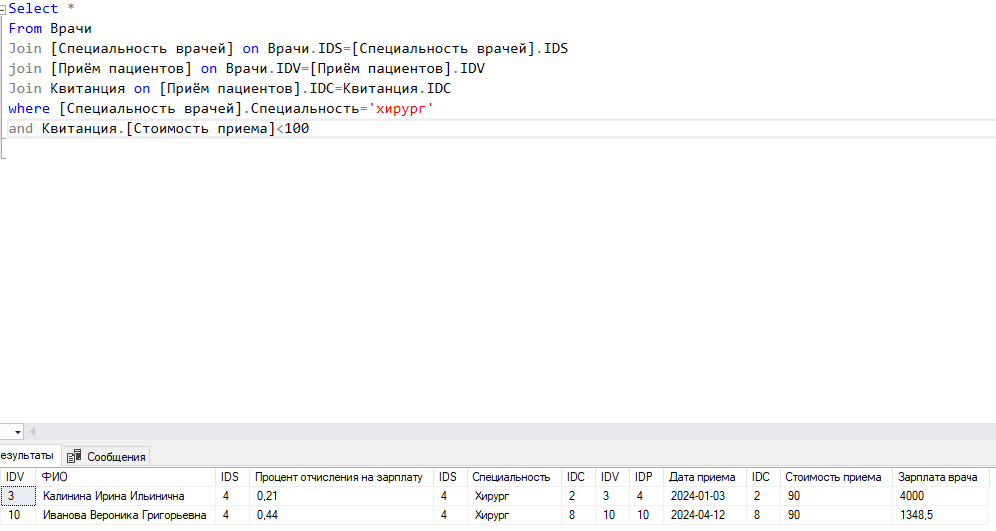 Select *
From Врачи
Join [Специальность врачей] on Врачи.IDS=[Специальность врачей].IDS
join [Приём пациентов] on Врачи.IDV=[Приём пациентов].IDV
Join Квитанция on [Приём пациентов].IDC=Квитанция.IDC
where [Специальность врачей].Специальность='хирург'
and Квитанция.[Стоимость приема]<100
езультаты Сообщения
IDV ФИО IDS Процент отчисления на зарплату IDS Специальность IDC IDV IDP Дата приема IDC Стоимость приема Зарплата врача
3 Калинина Ирина Ильинична 4 0,21 4 Хирург 2 3 4 2024-01-03 2 90 4000
10 Иванова Вероника Григорьевна 4 0,44 4 Хирург 8 10 10 2024-04-12 8 90 1348,5